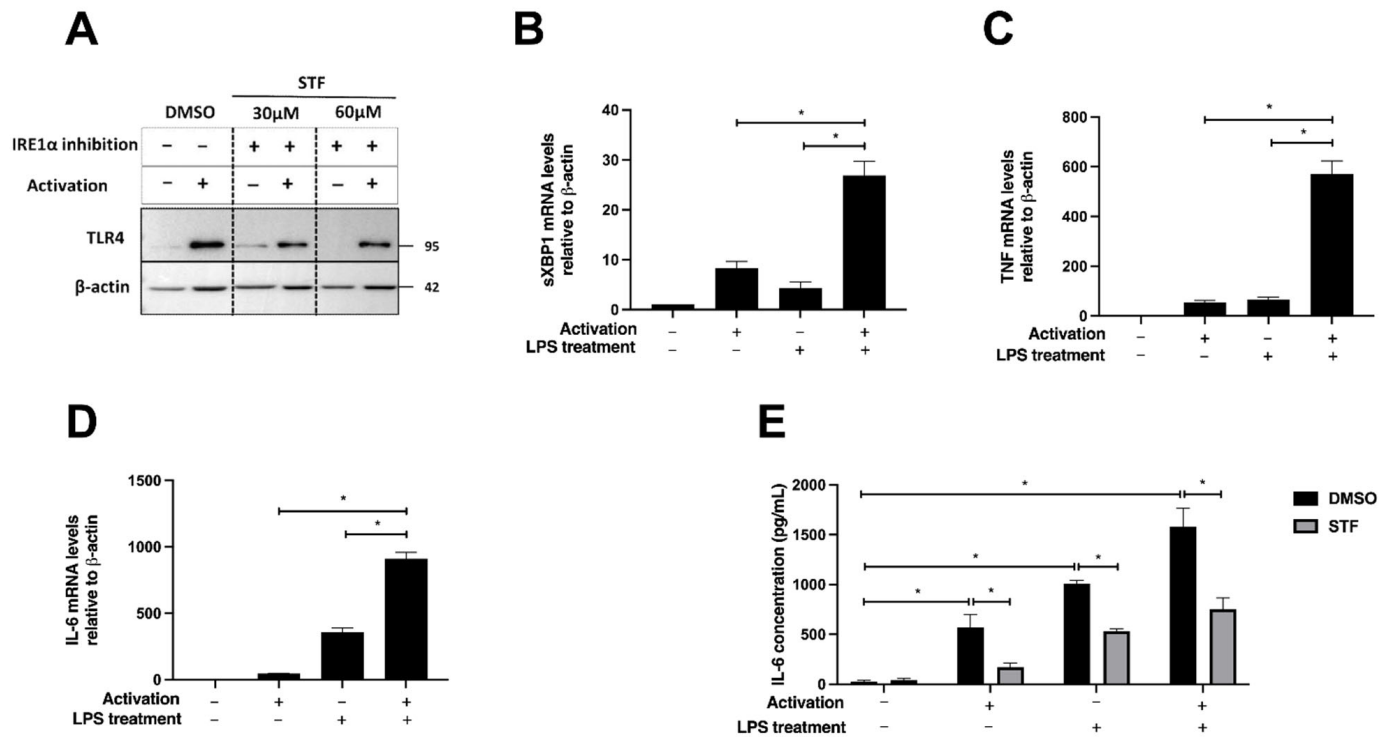 A
STF
DMSO 30μM 60μM
IRE1α inhibition – – + + + +
Activation – + – + – +
TLR4 95
β-actin 42
B
sXBP1 mRNA levels
relative to β-actin
40
30
20
10
0
* *
Activation – + – +
LPS treatment – – + +
C
TNF mRNA levels
relative to β-actin
800
600
400
200
0
* *
Activation – + – +
LPS treatment – – + +
D
IL-6 mRNA levels
relative to β-actin
1500
1000
500
0
* *
Activation – + – +
LPS treatment – – + +
E
IL-6 concentration (pg/mL)
2000
1500
1000
500
0
* *
* *
* *
DMSO
STF
Activation – + – +
LPS treatment – – + +